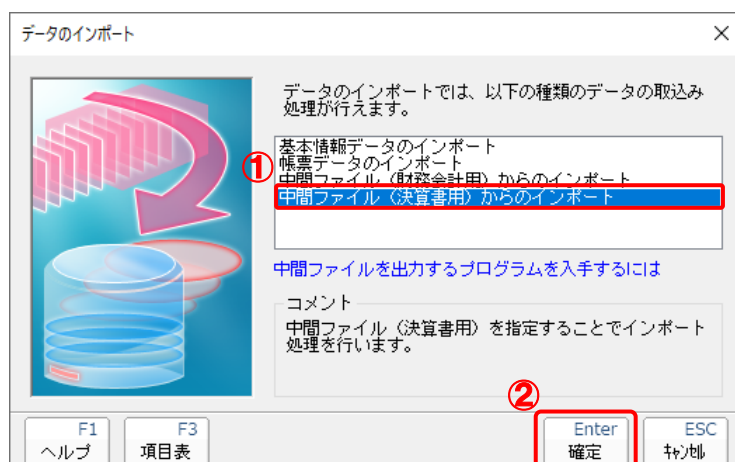 データのインポート
データのインポートでは、以下の種類のデータの取込み
処理が行えます。
①
基本情報データのインポート
帳票データのインポート
中間ファイル（財務会計用）からのインポート
中間ファイル（決算書用）からのインポート
中間ファイルを出力するプログラムを入手するには
コメント
中間ファイル（決算書用）を指定することでインポート
処理を行います。
②
F1
ヘルプ
F3
項目表
Enter
確定
ESC
ｷｬﾝｾﾙ